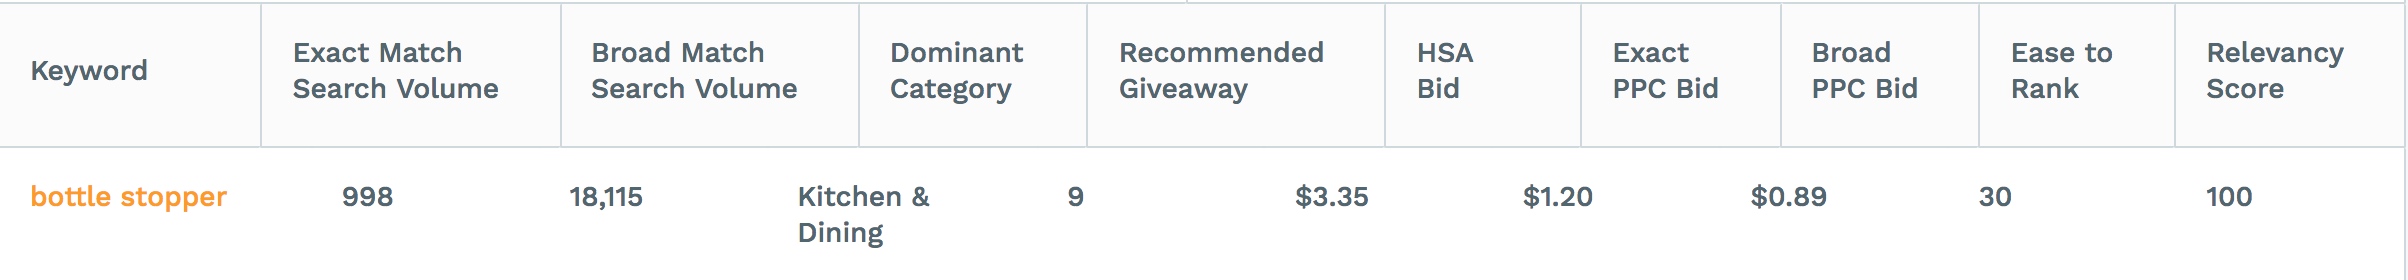 Keyword
Exact Match
Search Volume
Broad Match
Search Volume
Dominant
Category
Recommended
Giveaway
HSA
Bid
Exact
PPC Bid
Broad
PPC Bid
Ease to
Rank
Relevancy
Score
bottle stopper
998
18,115
Kitchen &
Dining
9
$3.35
$1.20
$0.89
30
100